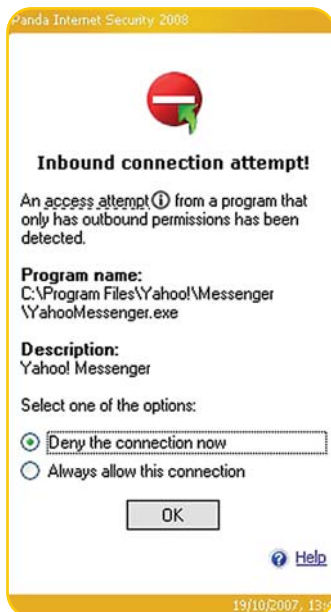 Panda Internet Security 2008
Inbound connection attempt!
An access attempt from a program that
only has outbound permissions has been
detected.
Program name:
C:\Program Files\Yahoo!\Messenger
\YahooMessenger.exe
Description:
Yahoo! Messenger
Select one of the options:
Deny the connection now
Always allow this connection
OK
Help
19/10/2007,